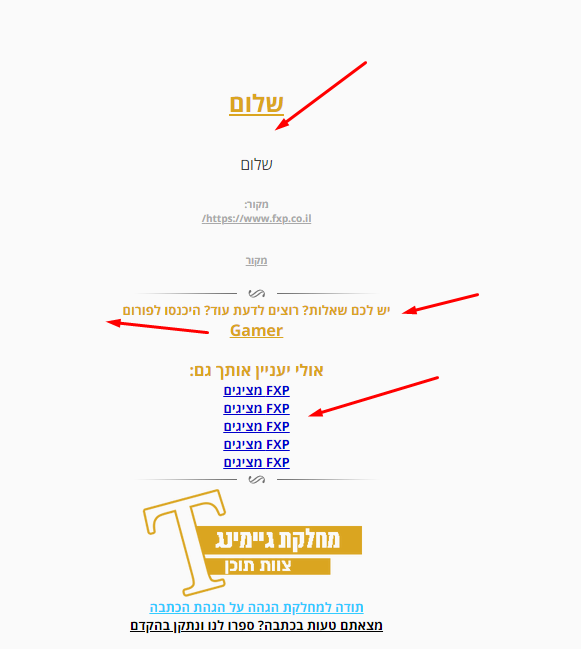 שלום
שלום
מקור:
https://www.fxp.co.il/
מקור
יש לכם שאלות? רוצים לדעת עוד? היכנסו לפורום
Gamer
אולי יעניין אותך גם:
FXP מציגים
FXP מציגים
FXP מציגים
FXP מציגים
FXP מציגים
T
מחלקת גיימינג
צוות תוכן
תודה למחלקת הגהה על הגהת הכתבה
מצאתם טעות בכתבה? ספרו לנו ונתקן בהקדם